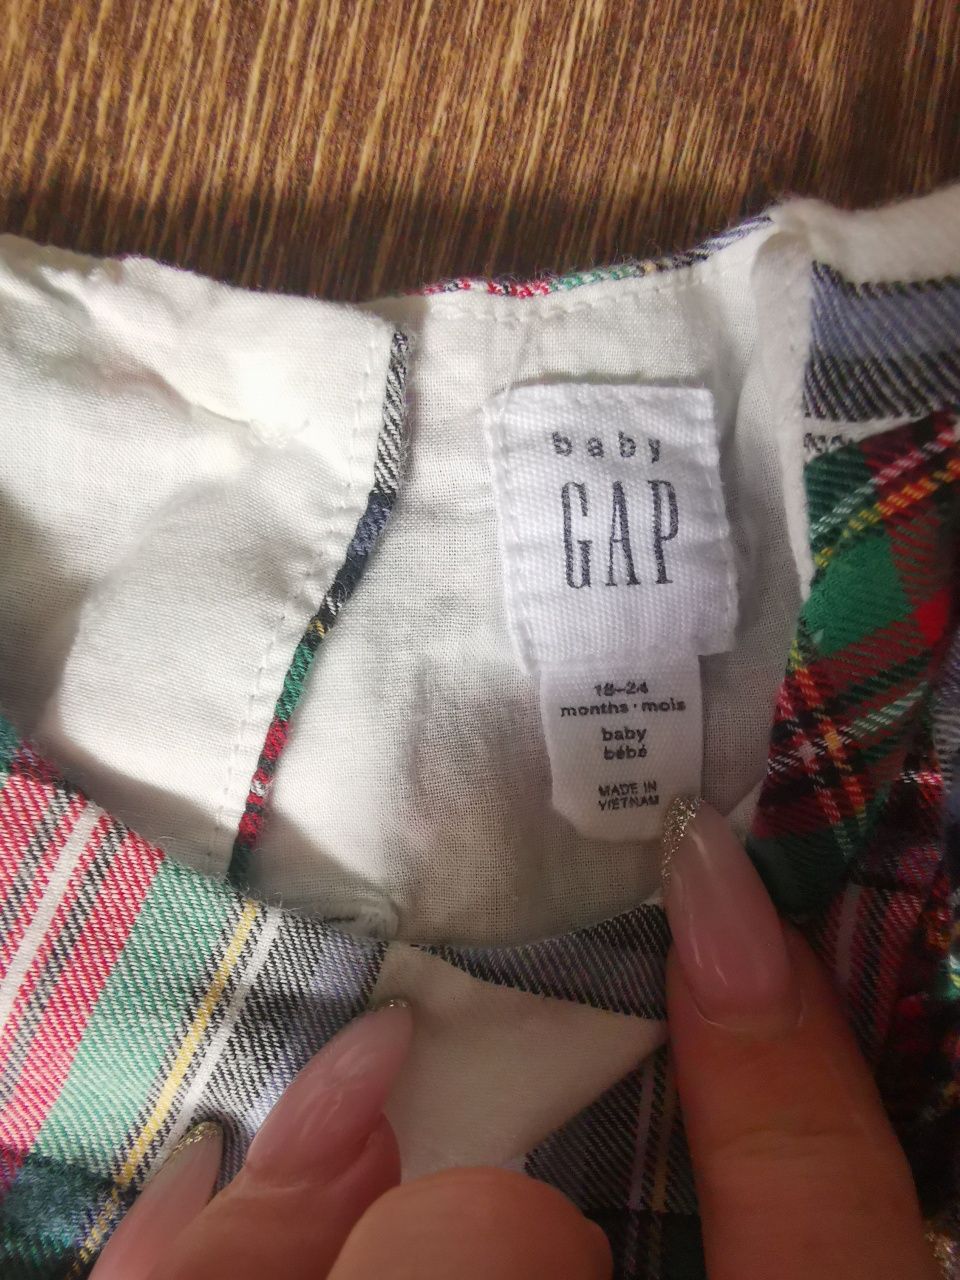 baby
GAP
18-24
months · mois
baby
bébé
MADE IN
VIETNAM